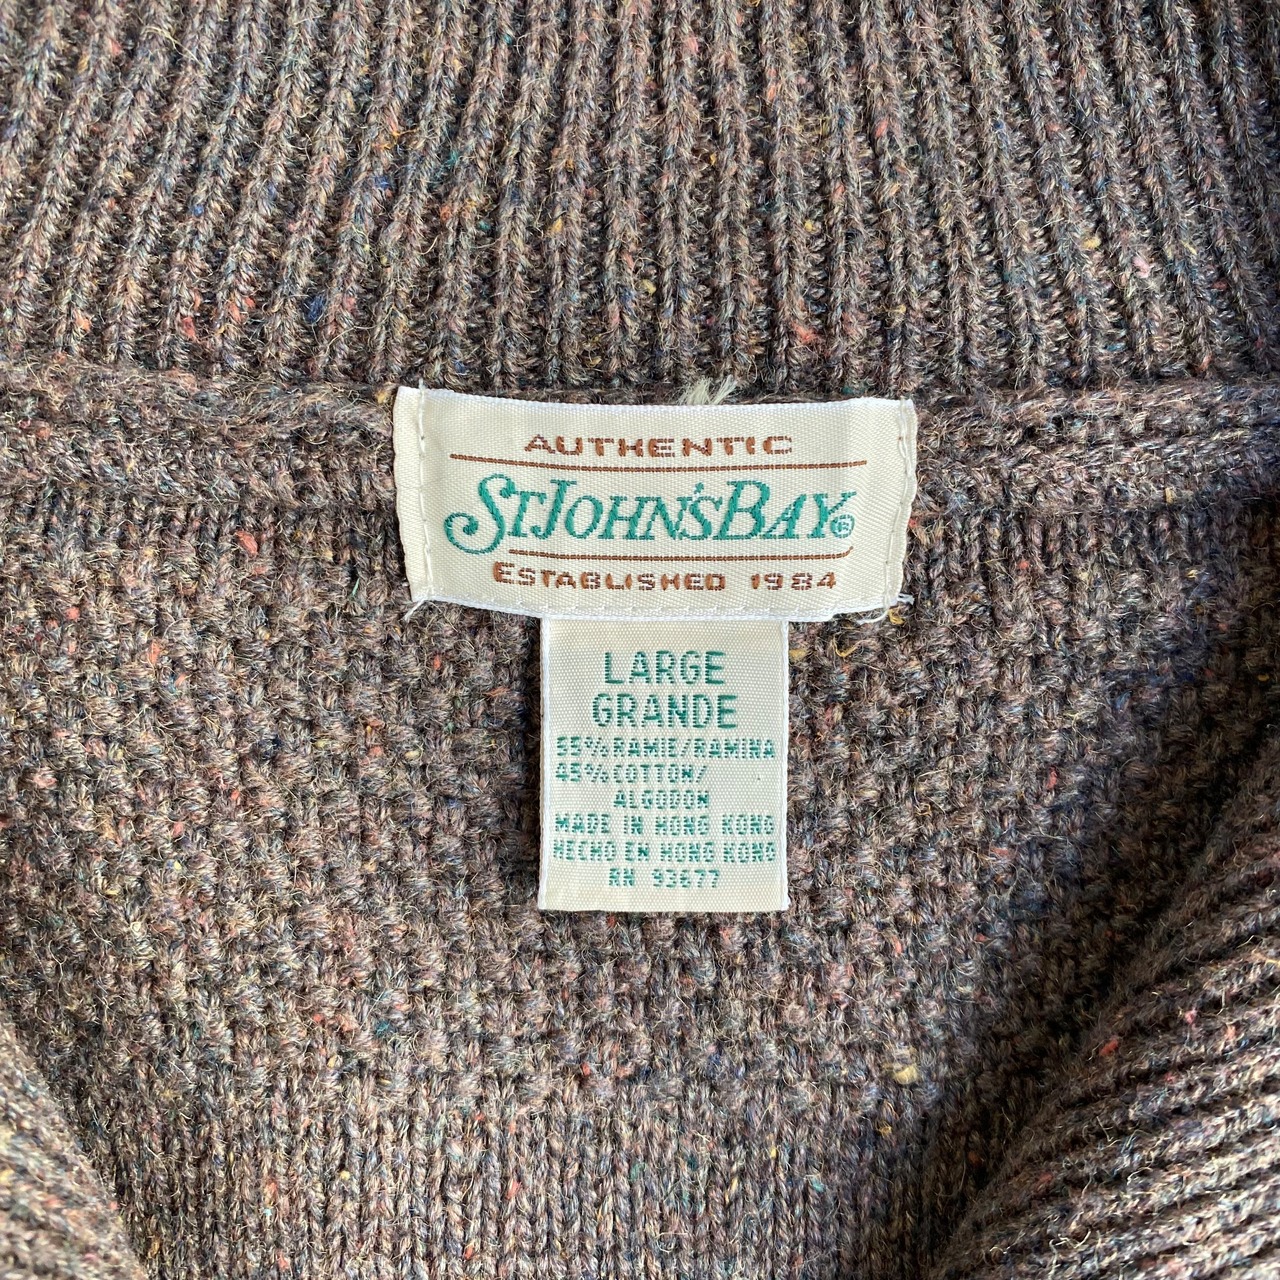 AUTHENTIC
ST JOHN'S BAY®
ESTABLISHED 1984
LARGE
GRANDE
55% RAMIE/RAMINA
45% COTTON/
ALGODON
MADE IN HONG KONG
HECHO EN HONG KONG
RN 93677